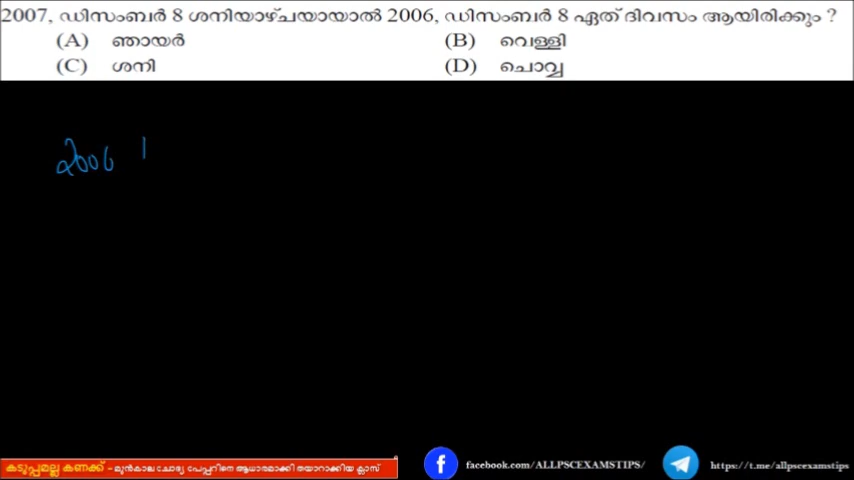 2007, ഡിസംബർ 8 ശനിയാഴ്ചയായാൽ 2006, ഡിസംബർ 8 ഏത് ദിവസം ആയിരിക്കും ?
(A) ഞായർ (B) വെള്ളി
(C) ശനി (D) ചൊവ്വ
2006 1
കടുപ്പമല്ല കണക്ക് - മുൻകാല ചോദ്യ പേപ്പറിനെ ആധാരമാക്കി തയാറാക്കിയ ക്ലാസ് facebook.com/ALLPSCEXAMSTIPS/ https://t.me/allpscexamstips